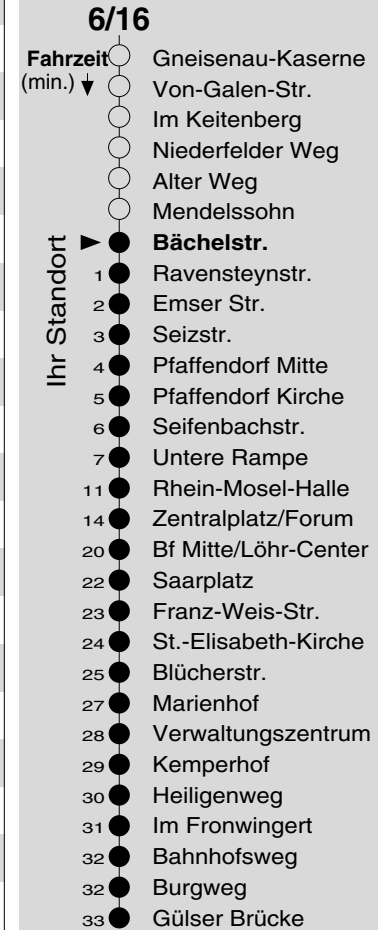 6/16
Fahrzeit Gneisenau-Kaserne
(min.) Von-Galen-Str.
Im Keitenberg
Niederfelder Weg
Alter Weg
Mendelssohn
Ihr Standort
Bächelstr.
1 Ravensteynstr.
2 Emser Str.
3 Seizstr.
4 Pfaffendorf Mitte
5 Pfaffendorf Kirche
6 Seifenbachstr.
7 Untere Rampe
11 Rhein-Mosel-Halle
14 Zentralplatz/Forum
20 Bf Mitte/Löhr-Center
22 Saarplatz
23 Franz-Weis-Str.
24 St.-Elisabeth-Kirche
25 Blücherstr.
27 Marienhof
28 Verwaltungszentrum
29 Kemperhof
30 Heiligenweg
31 Im Fronwingert
32 Bahnhofsweg
32 Burgweg
33 Gülser Brücke